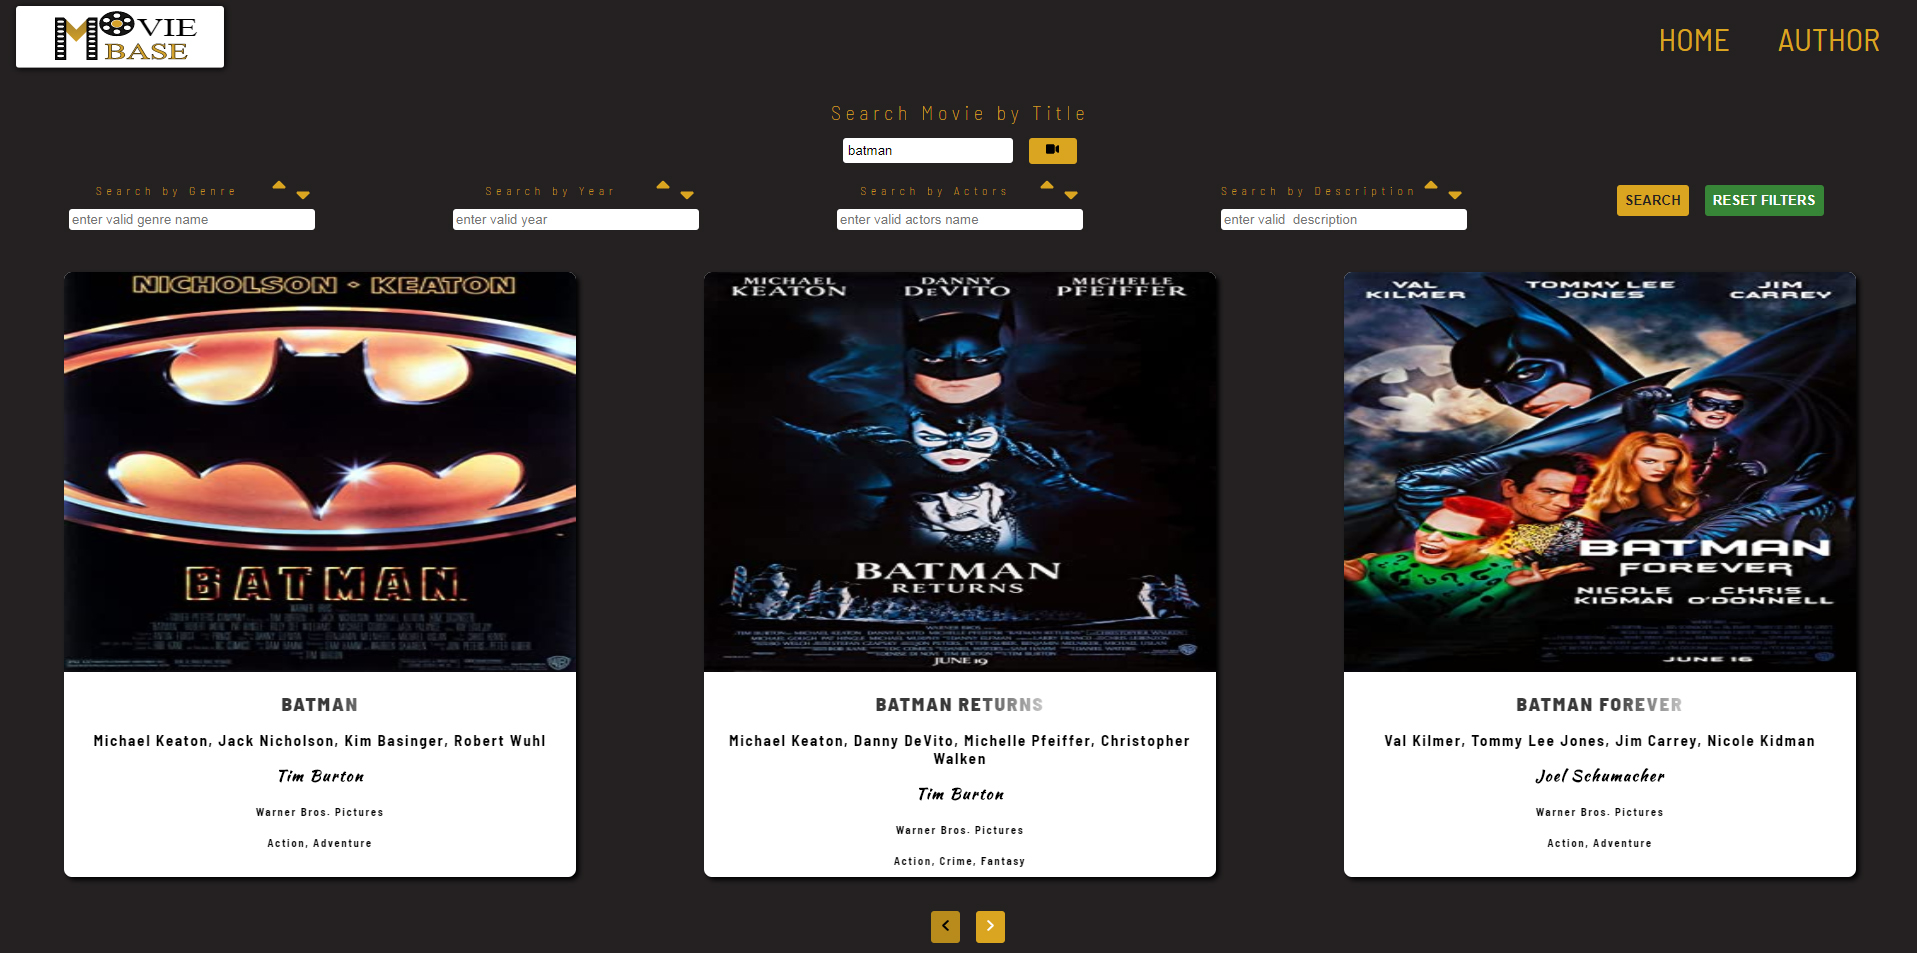 MOVIE
BASE
HOME
AUTHOR
Search Movie by Title
batman
Search by Genre
Search by Year
Search by Actors
Search by Description
enter valid genre name
enter valid year
enter valid actors name
enter valid  description
SEARCH
RESET FILTERS
NICHOLSON · KEATON
BATMAN
MICHAEL KEATON
DANNY DEVITO
MICHELLE PFEIFFER
BATMAN
RETURNS
JUNE 19
VAL KILMER
TOMMY LEE JONES
JIM CARREY
BATMAN
FOREVER
NICOLE KIDMAN
CHRIS O'DONNELL
JUNE 16
BATMAN
Michael Keaton, Jack Nicholson, Kim Basinger, Robert Wuhl
Tim Burton
Warner Bros. Pictures
Action, Adventure
BATMAN RETURNS
Michael Keaton, Danny DeVito, Michelle Pfeiffer, Christopher
Walken
Tim Burton
Warner Bros. Pictures
Action, Crime, Fantasy
BATMAN FOREVER
Val Kilmer, Tommy Lee Jones, Jim Carrey, Nicole Kidman
Joel Schumacher
Warner Bros. Pictures
Action, Adventure